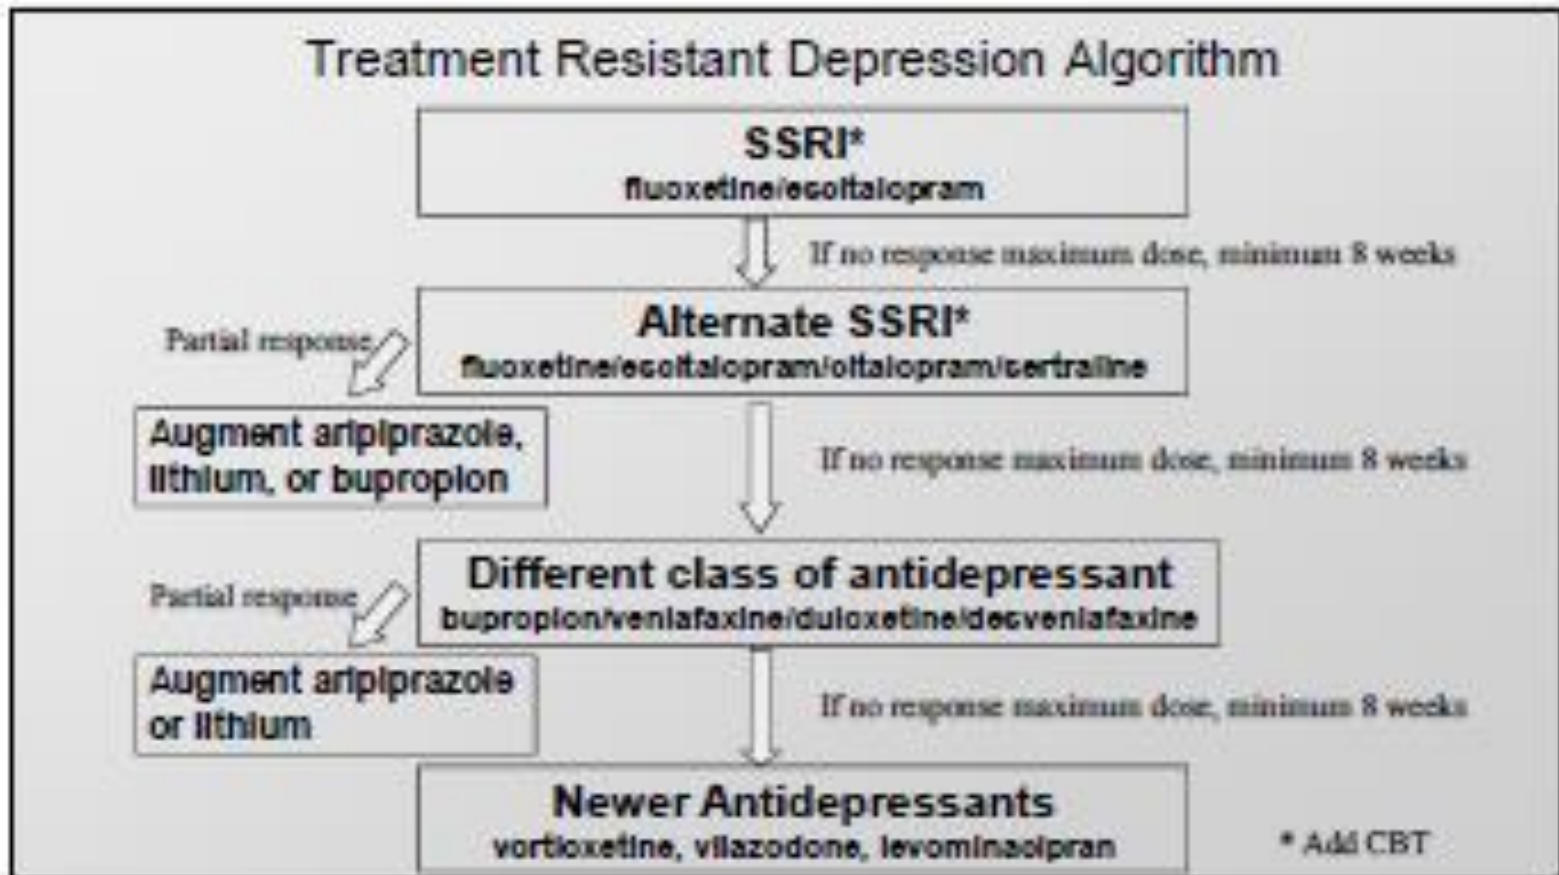 Treatment Resistant Depression Algorithm
SSRI*
fluoxetine/escitalopram
If no response maximum dose, minimum 8 weeks
Alternate SSRI*
fluoxetine/escitalopram/citalopram/sertraline
Partial response
Augment aripiprazole,
lithium, or bupropion
If no response maximum dose, minimum 8 weeks
Different class of antidepressant
bupropion/venlafaxine/duloxetine/desvenlafaxine
Partial response
Augment aripiprazole
or lithium
If no response maximum dose, minimum 8 weeks
Newer Antidepressants
vortioxetine, vilazodone, levominacipran
* Add CBT